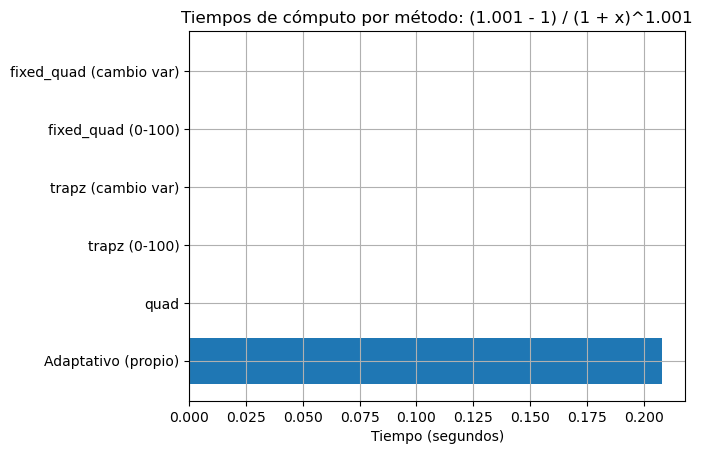 Tiempos de cómputo por método: (1.001 - 1) / (1 + x)^1.001
fixed_quad (cambio var)
fixed_quad (0-100)
trapz (cambio var)
trapz (0-100)
quad
Adaptativo (propio)
0.000 0.025 0.050 0.075 0.100 0.125 0.150 0.175 0.200
Tiempo (segundos)